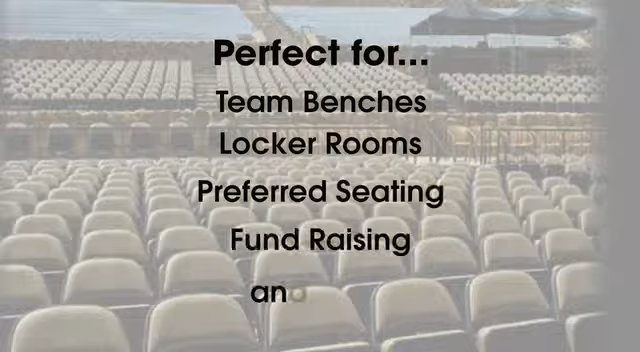 Perfect for...
Team Benches
Locker Rooms
Preferred Seating
Fund Raising
an